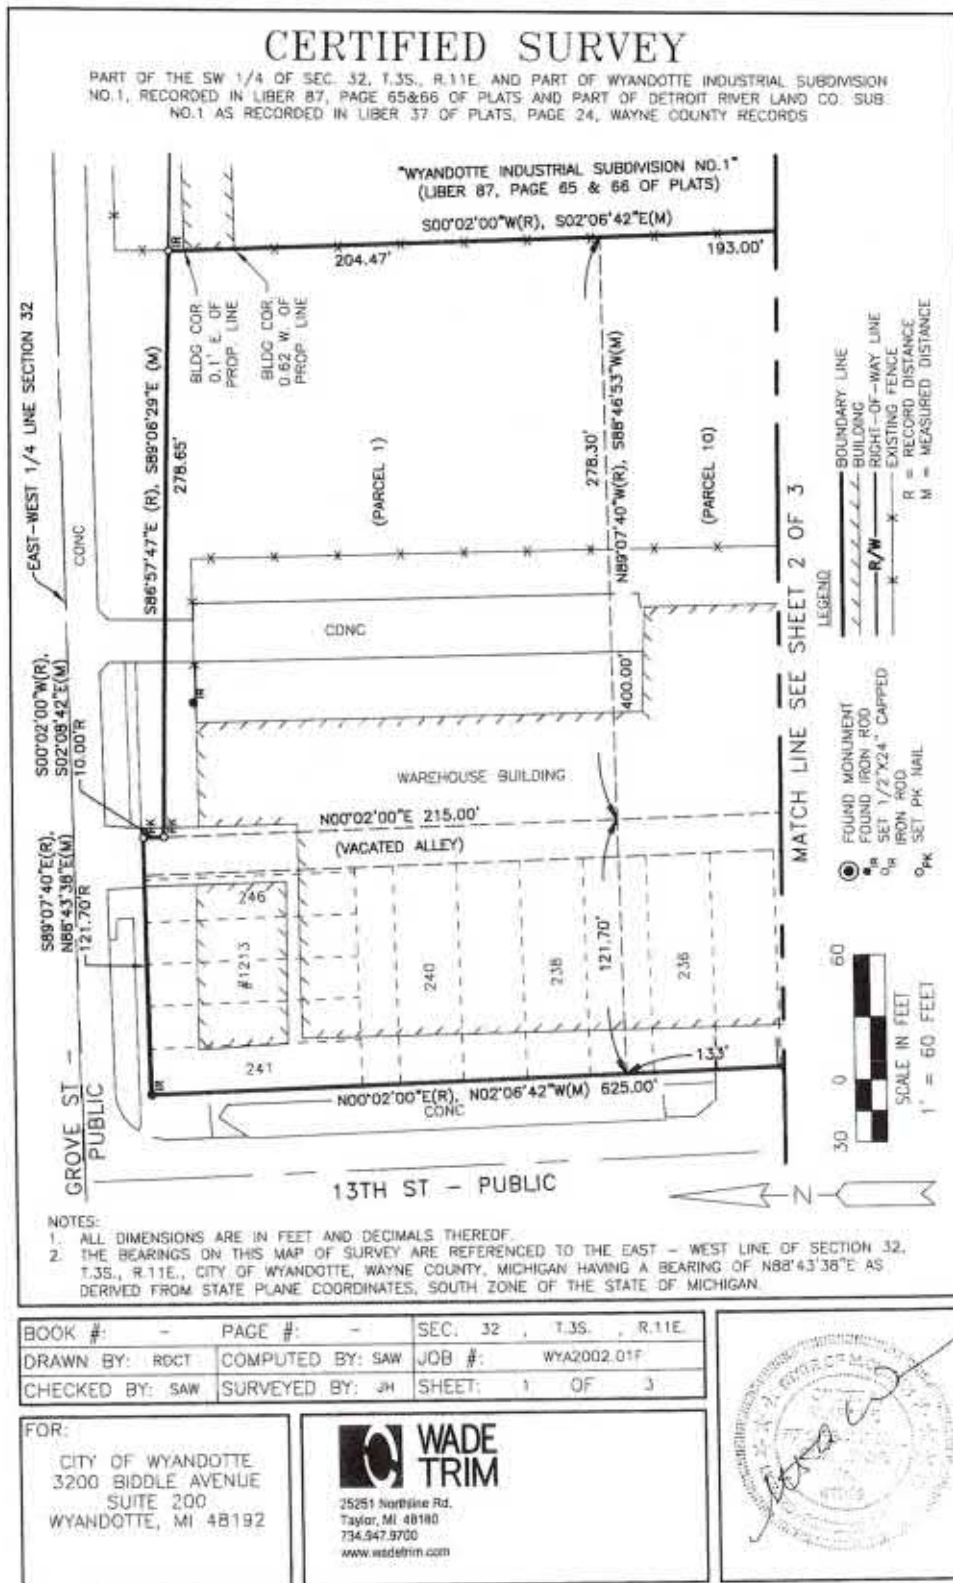 CERTIFIED SURVEY
PART OF THE SW 1/4 OF SEC. 32, T.3S., R.11E. AND PART OF WYANDOTTE INDUSTRIAL SUBDIVISION
NO.1, RECORDED IN LIBER 87, PAGE 65&66 OF PLATS AND PART OF DETROIT RIVER LAND CO. SUB
NO.1 AS RECORDED IN LIBER 37 OF PLATS, PAGE 24, WAYNE COUNTY RECORDS
"WYANDOTTE INDUSTRIAL SUBDIVISION NO.1"
(LIBER 87, PAGE 65 & 66 OF PLATS)
S00°02'00"W(R), S02°06'42"E(M)
204.47'
193.00'
IR
BLDG COR
0.1' E. OF
PROP LINE
BLDG COR
0.62 W. OF
PROP LINE
EAST-WEST 1/4 LINE SECTION 32
CONC
S86°57'47"E (R), S89°06'29"E (M)
278.65'
(PARCEL 1)
278.30'
N89°07'40"W(R), S88°46'53"W(M)
(PARCEL 10)
CONC
400.00'
S00°02'00"W(R),
S02°08'42"E(M)
10.00'R
IR
PK
PK
WAREHOUSE BUILDING
N00°02'00"E 215.00'
(VACATED ALLEY)
S89°07'40"E(R)
N86°43'38"E(M)
121.70'R
246
#1213
241
240
238
121.70'
236
133'
IR
N00°02'00"E(R), N02°06'42"W(M) 625.00'
CONC
GROVE ST - PUBLIC
13TH ST - PUBLIC
MATCH LINE SEE SHEET 2 OF 3
LEGEND
BOUNDARY LINE
BUILDING
R/W RIGHT-OF-WAY LINE
EXISTING FENCE
R = RECORD DISTANCE
M = MEASURED DISTANCE
FOUND MONUMENT
IR FOUND IRON ROD
IR SET 1/2"X24" CAPPED
IRON ROD
PK SET PK NAIL
30 0 60
SCALE IN FEET
1" = 60 FEET
N
NOTES:
1. ALL DIMENSIONS ARE IN FEET AND DECIMALS THEREOF.
2. THE BEARINGS ON THIS MAP OF SURVEY ARE REFERENCED TO THE EAST - WEST LINE OF SECTION 32,
T.3S., R.11E., CITY OF WYANDOTTE, WAYNE COUNTY, MICHIGAN HAVING A BEARING OF N88°43'38"E AS
DERIVED FROM STATE PLANE COORDINATES, SOUTH ZONE OF THE STATE OF MICHIGAN.
BOOK #: - PAGE #: - SEC. 32 , T.3S. , R.11E.
DRAWN BY: RDCT COMPUTED BY: SAW JOB #: WYA2002.01F
CHECKED BY: SAW SURVEYED BY: JH SHEET: 1 OF 3
FOR:
CITY OF WYANDOTTE
3200 BIDDLE AVENUE
SUITE 200
WYANDOTTE, MI 48192
WADE
TRIM
25251 Northline Rd.
Taylor, MI 48180
734.947.9700
www.wadetrim.com